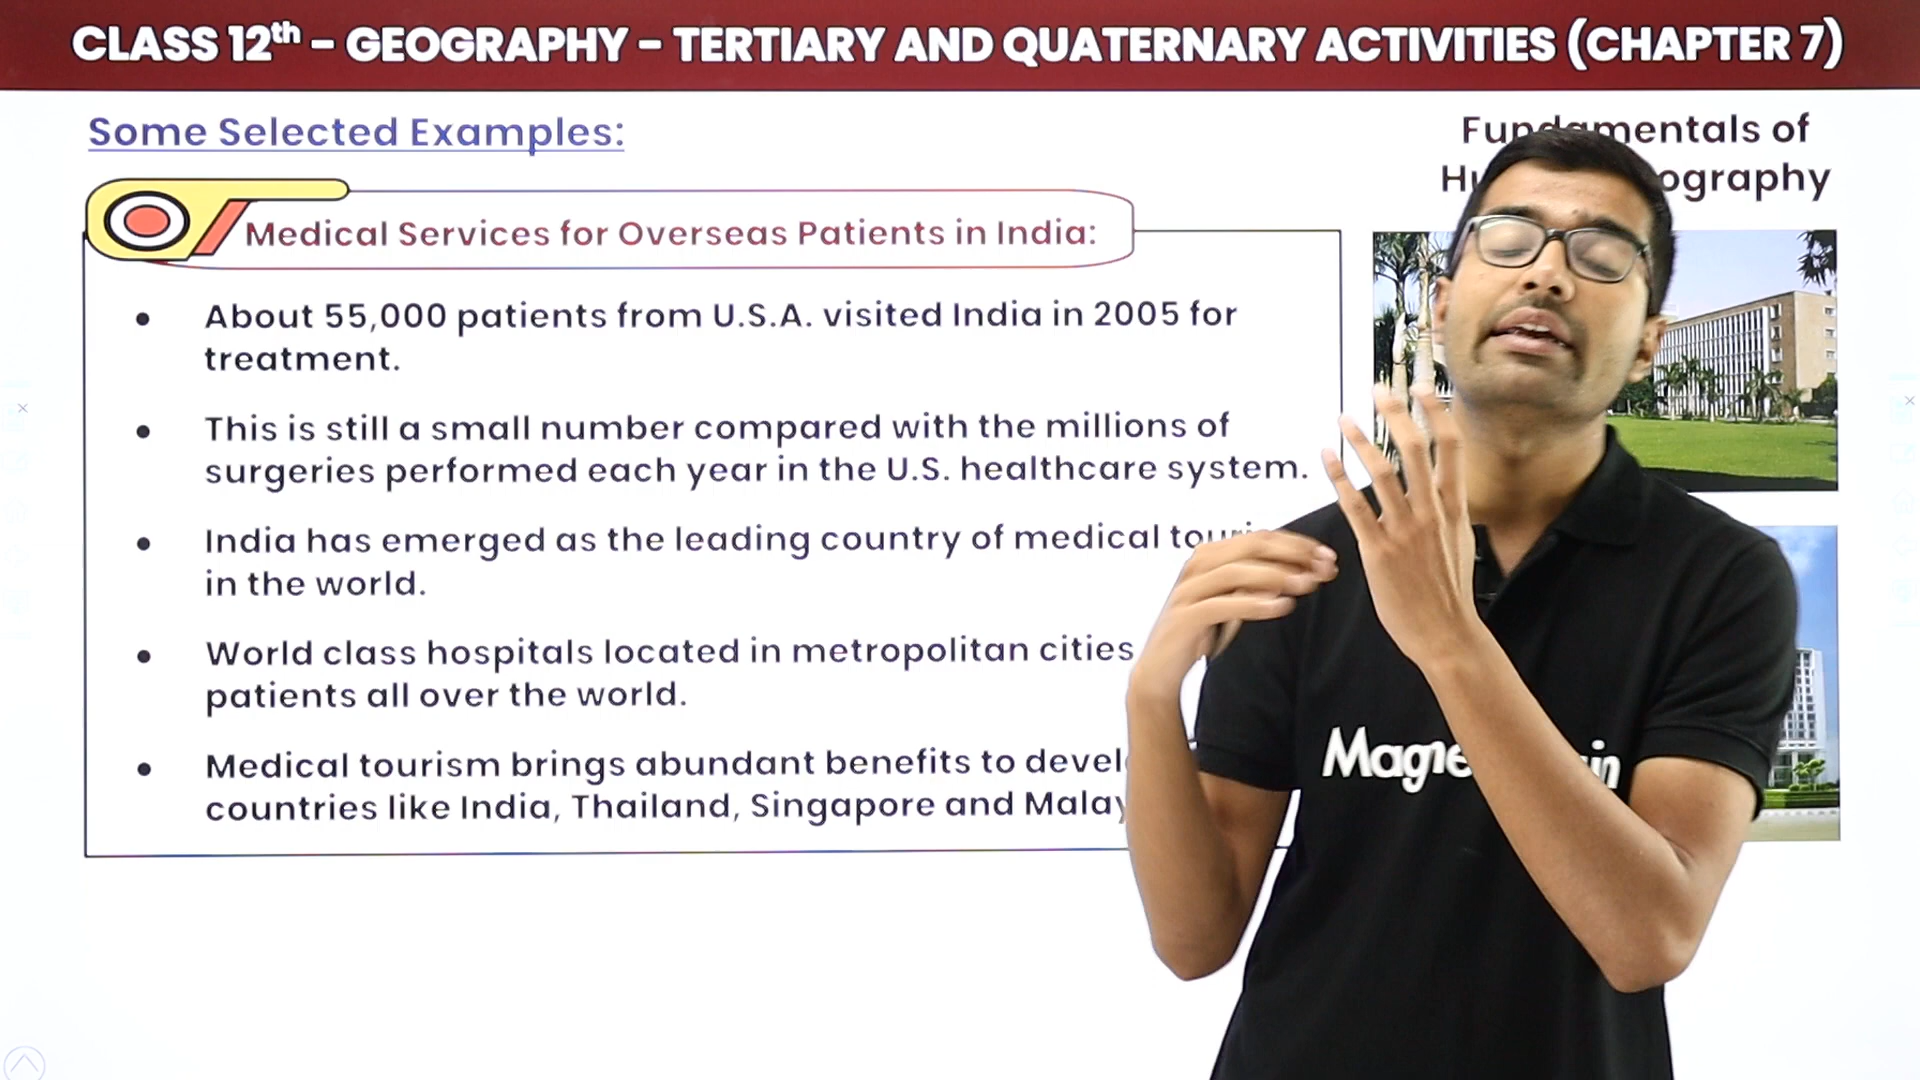 CLASS 12th – GEOGRAPHY – TERTIARY AND QUATERNARY ACTIVITIES (CHAPTER 7)
Some Selected Examples:
Fundamentals of
Medical Services for Overseas Patients in India:
About 55,000 patients from U.S.A. visited India in 2005 for
treatment.
This is still a small number compared with the millions of
surgeries performed each year in the U.S. healthcare system.
India has emerged as the leading country of medical
in the world.
World class hospitals located in metropolitan cities
patients all over the world.
Medical tourism brings abundant benefits to
countries like India, Thailand, Singapore and